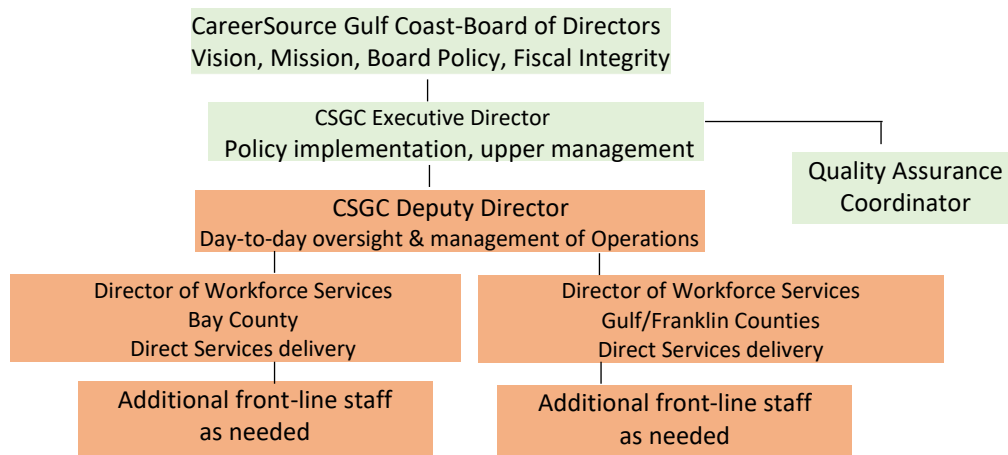 CareerSource Gulf Coast-Board of Directors
Vision, Mission, Board Policy, Fiscal Integrity
CSGC Executive Director
Policy implementation, upper management
Quality Assurance
Coordinator
CSGC Deputy Director
Day-to-day oversight & management of Operations
Director of Workforce Services
Bay County
Direct Services delivery
Director of Workforce Services
Gulf/Franklin Counties
Direct Services delivery
Additional front-line staff
as needed
Additional front-line staff
as needed